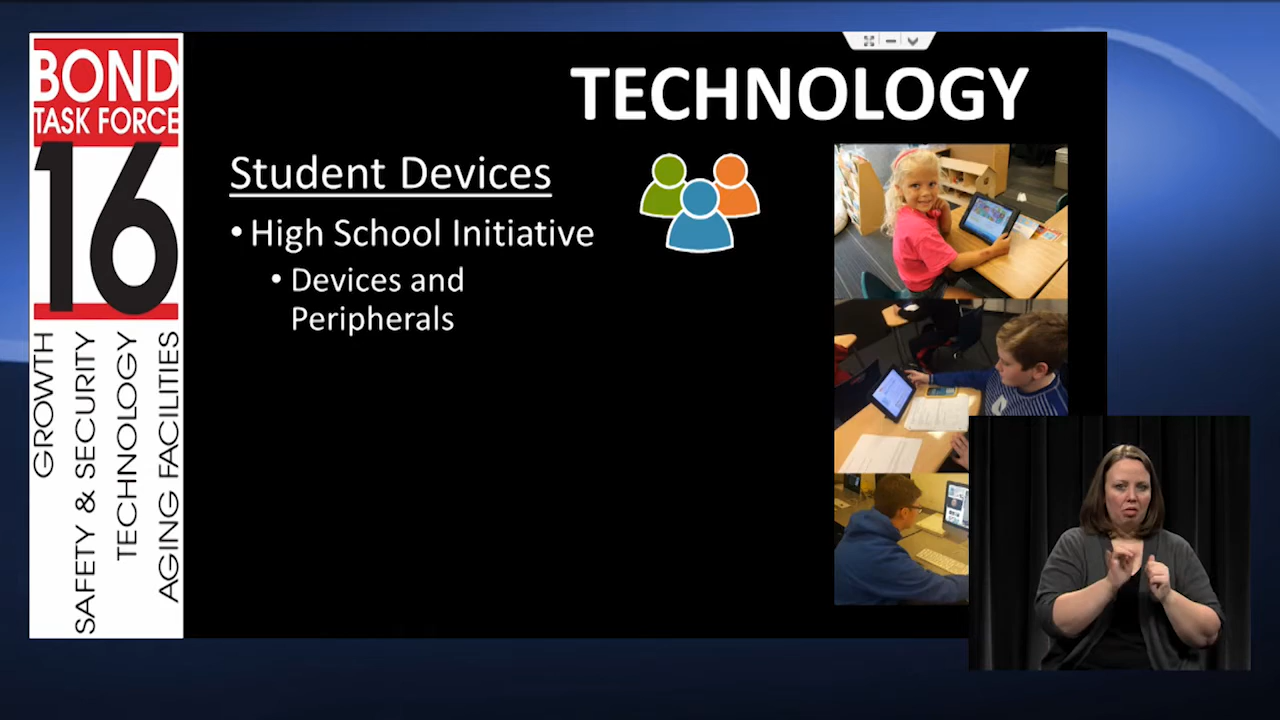 BOND
TASK FORCE
16
GROWTH
SAFETY & SECURITY
TECHNOLOGY
AGING FACILITIES
TECHNOLOGY
Student Devices
• High School Initiative
• Devices and
Peripherals